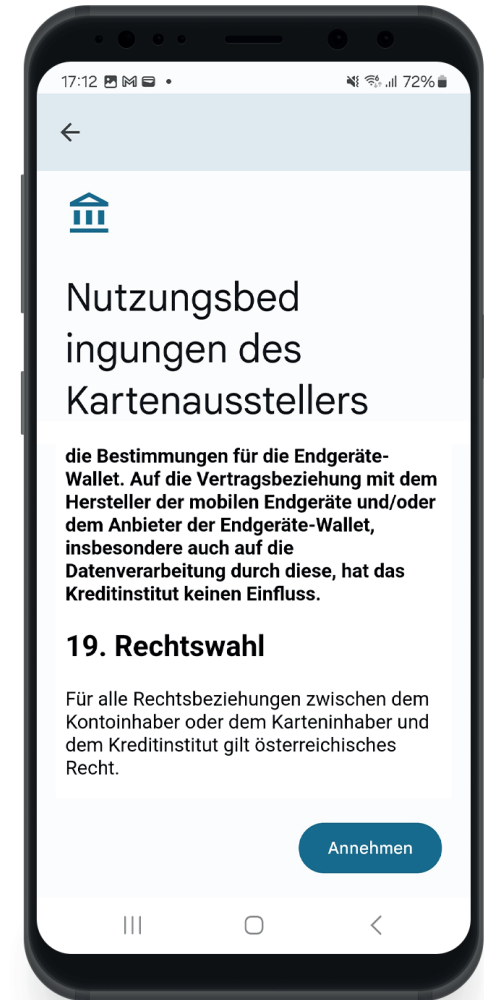 17:12 72%
Nutzungsbed
ingungen des
Kartenausstellers
die Bestimmungen für die Endgeräte-
Wallet. Auf die Vertragsbeziehung mit dem
Hersteller der mobilen Endgeräte und/oder
dem Anbieter der Endgeräte-Wallet,
insbesondere auch auf die
Datenverarbeitung durch diese, hat das
Kreditinstitut keinen Einfluss.
19. Rechtswahl
Für alle Rechtsbeziehungen zwischen dem
Kontoinhaber oder dem Karteninhaber und
dem Kreditinstitut gilt österreichisches
Recht.
Annehmen